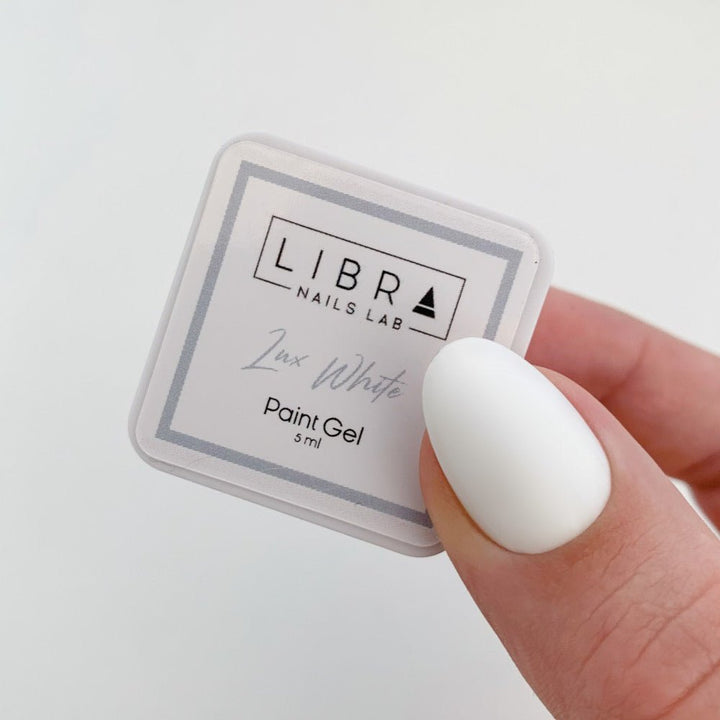 LIBRA
NAILS LAB
Lux White
Paint Gel
5 ml